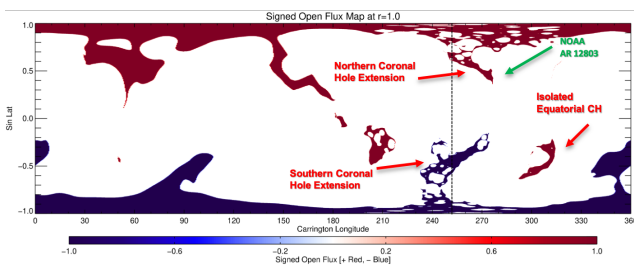 Signed Open Flux Map at r=1.0
1.0
0.5
0.0
-0.5
-1.0
Sin Lat
NOAA
AR 12803
Northern Coronal
Hole Extension
Isolated
Equatorial CH
Southern Coronal
Hole Extension
0 30 60 90 120 150 180 210 240 270 300 330 360
Carrington Longitude
-1.0 -0.6 -0.2 0.2 0.6 1.0
Signed Open Flux [+ Red, - Blue]